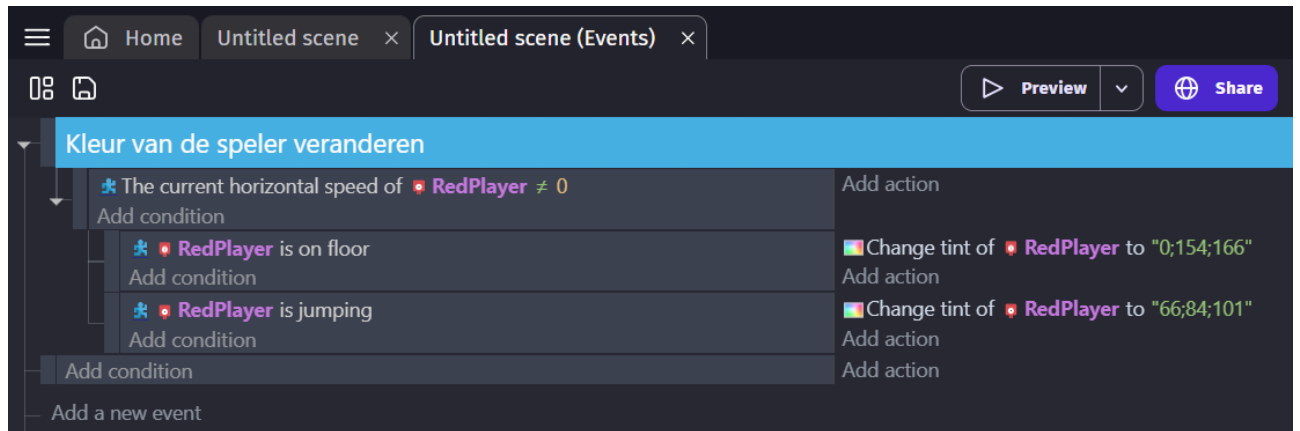 Home Untitled scene × Untitled scene (Events) ×
Preview Share
Kleur van de speler veranderen
The current horizontal speed of RedPlayer ≠ 0 Add action
Add condition
RedPlayer is on floor Change tint of RedPlayer to "0;154;166"
Add condition Add action
RedPlayer is jumping Change tint of RedPlayer to "66;84;101"
Add condition Add action
Add condition Add action
Add a new event